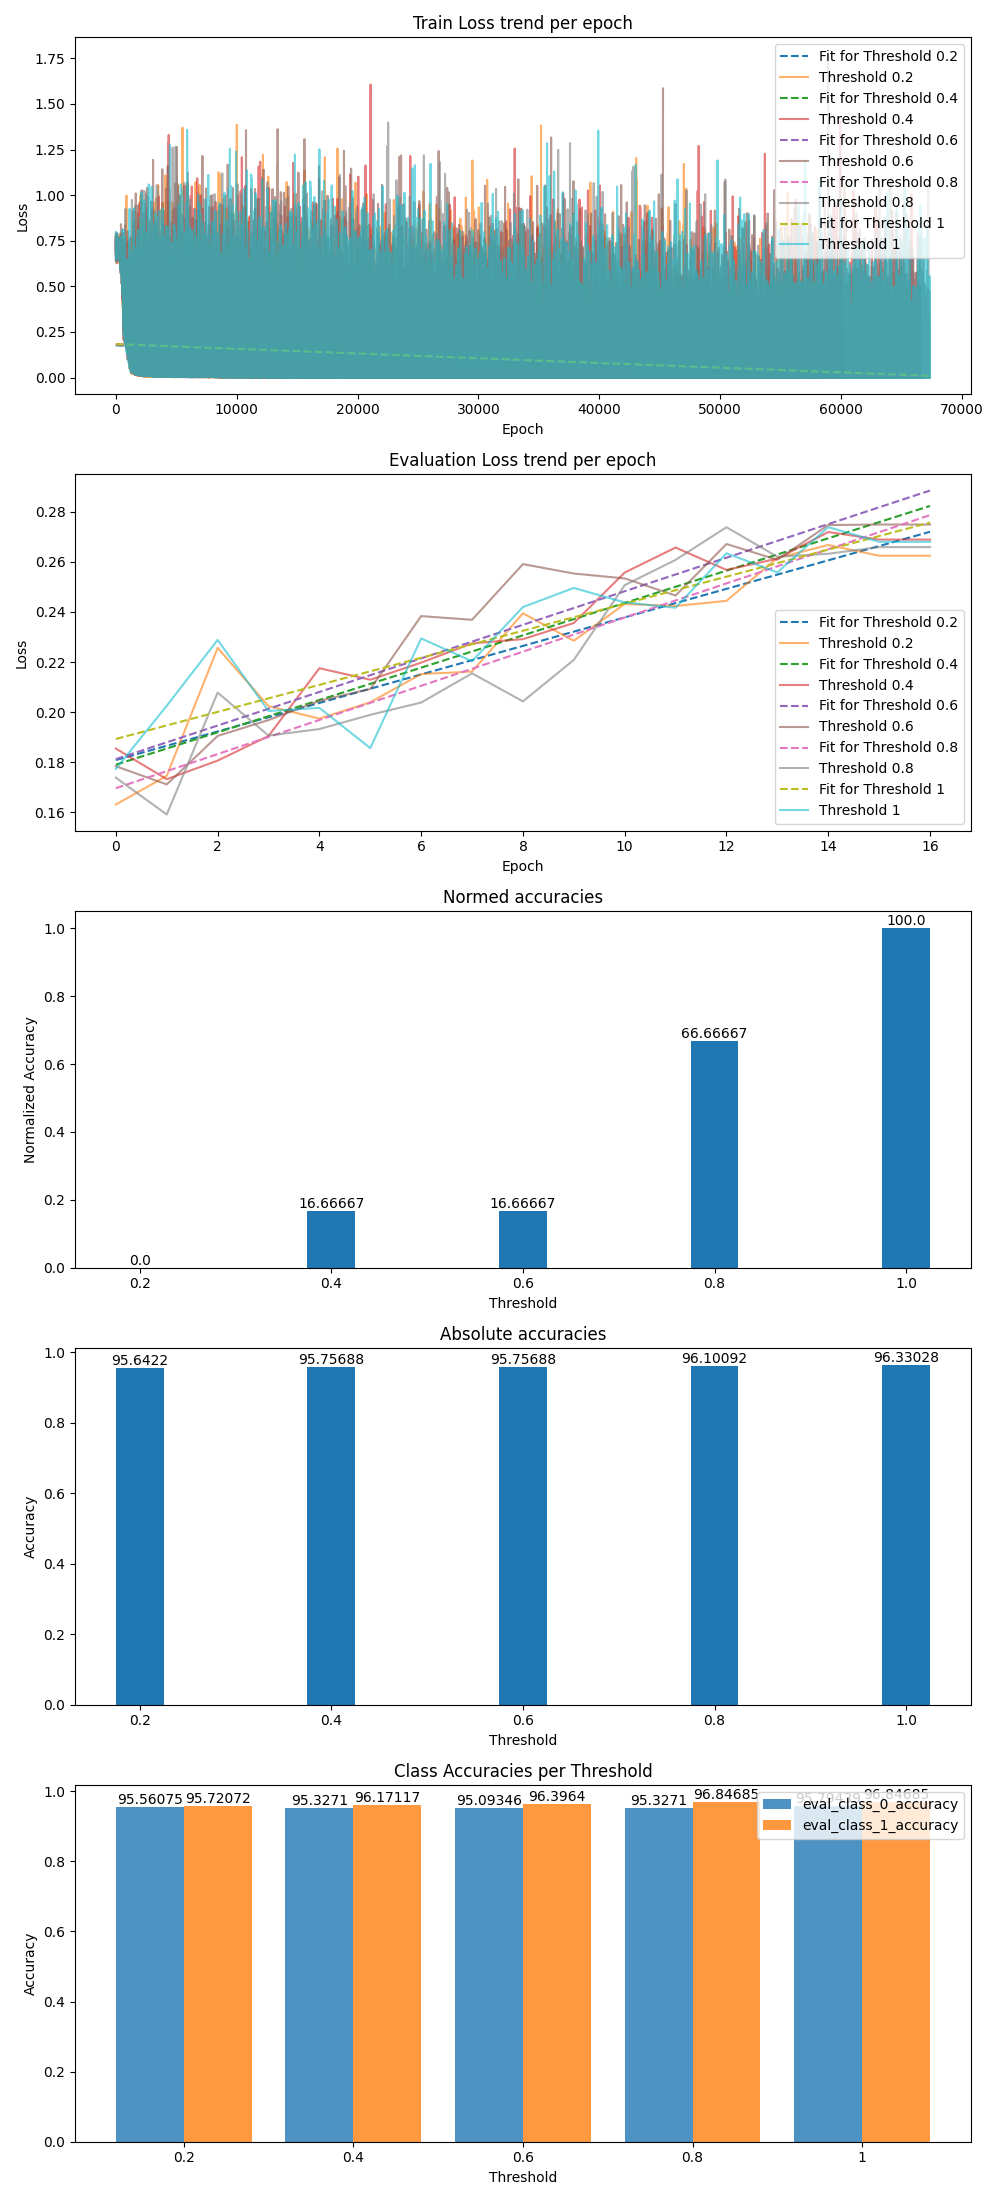 Train Loss trend per epoch
Loss
1.75
1.50
1.25
1.00
0.75
0.50
0.25
0.00
Fit for Threshold 0.2
Threshold 0.2
Fit for Threshold 0.4
Threshold 0.4
Fit for Threshold 0.6
Threshold 0.6
Fit for Threshold 0.8
Threshold 0.8
Fit for Threshold 1
Threshold 1
0 10000 20000 30000 40000 50000 60000 70000
Epoch
Evaluation Loss trend per epoch
Loss
0.28
0.26
0.24
0.22
0.20
0.18
0.16
Fit for Threshold 0.2
Threshold 0.2
Fit for Threshold 0.4
Threshold 0.4
Fit for Threshold 0.6
Threshold 0.6
Fit for Threshold 0.8
Threshold 0.8
Fit for Threshold 1
Threshold 1
0 2 4 6 8 10 12 14 16
Epoch
Normed accuracies
Normalized Accuracy
1.0
0.8
0.6
0.4
0.2
0.0
0.0 16.66667 16.66667 66.66667 100.0
0.2 0.4 0.6 0.8 1.0
Threshold
Absolute accuracies
Accuracy
1.0
0.8
0.6
0.4
0.2
0.0
95.6422 95.75688 95.75688 96.10092 96.33028
0.2 0.4 0.6 0.8 1.0
Threshold
Class Accuracies per Threshold
Accuracy
1.0
0.8
0.6
0.4
0.2
0.0
95.56075 95.72072 95.3271 96.17117 95.09346 96.3964 95.3271 96.84685 95.79439 96.84685
eval_class_0_accuracy
eval_class_1_accuracy
0.2 0.4 0.6 0.8 1
Threshold